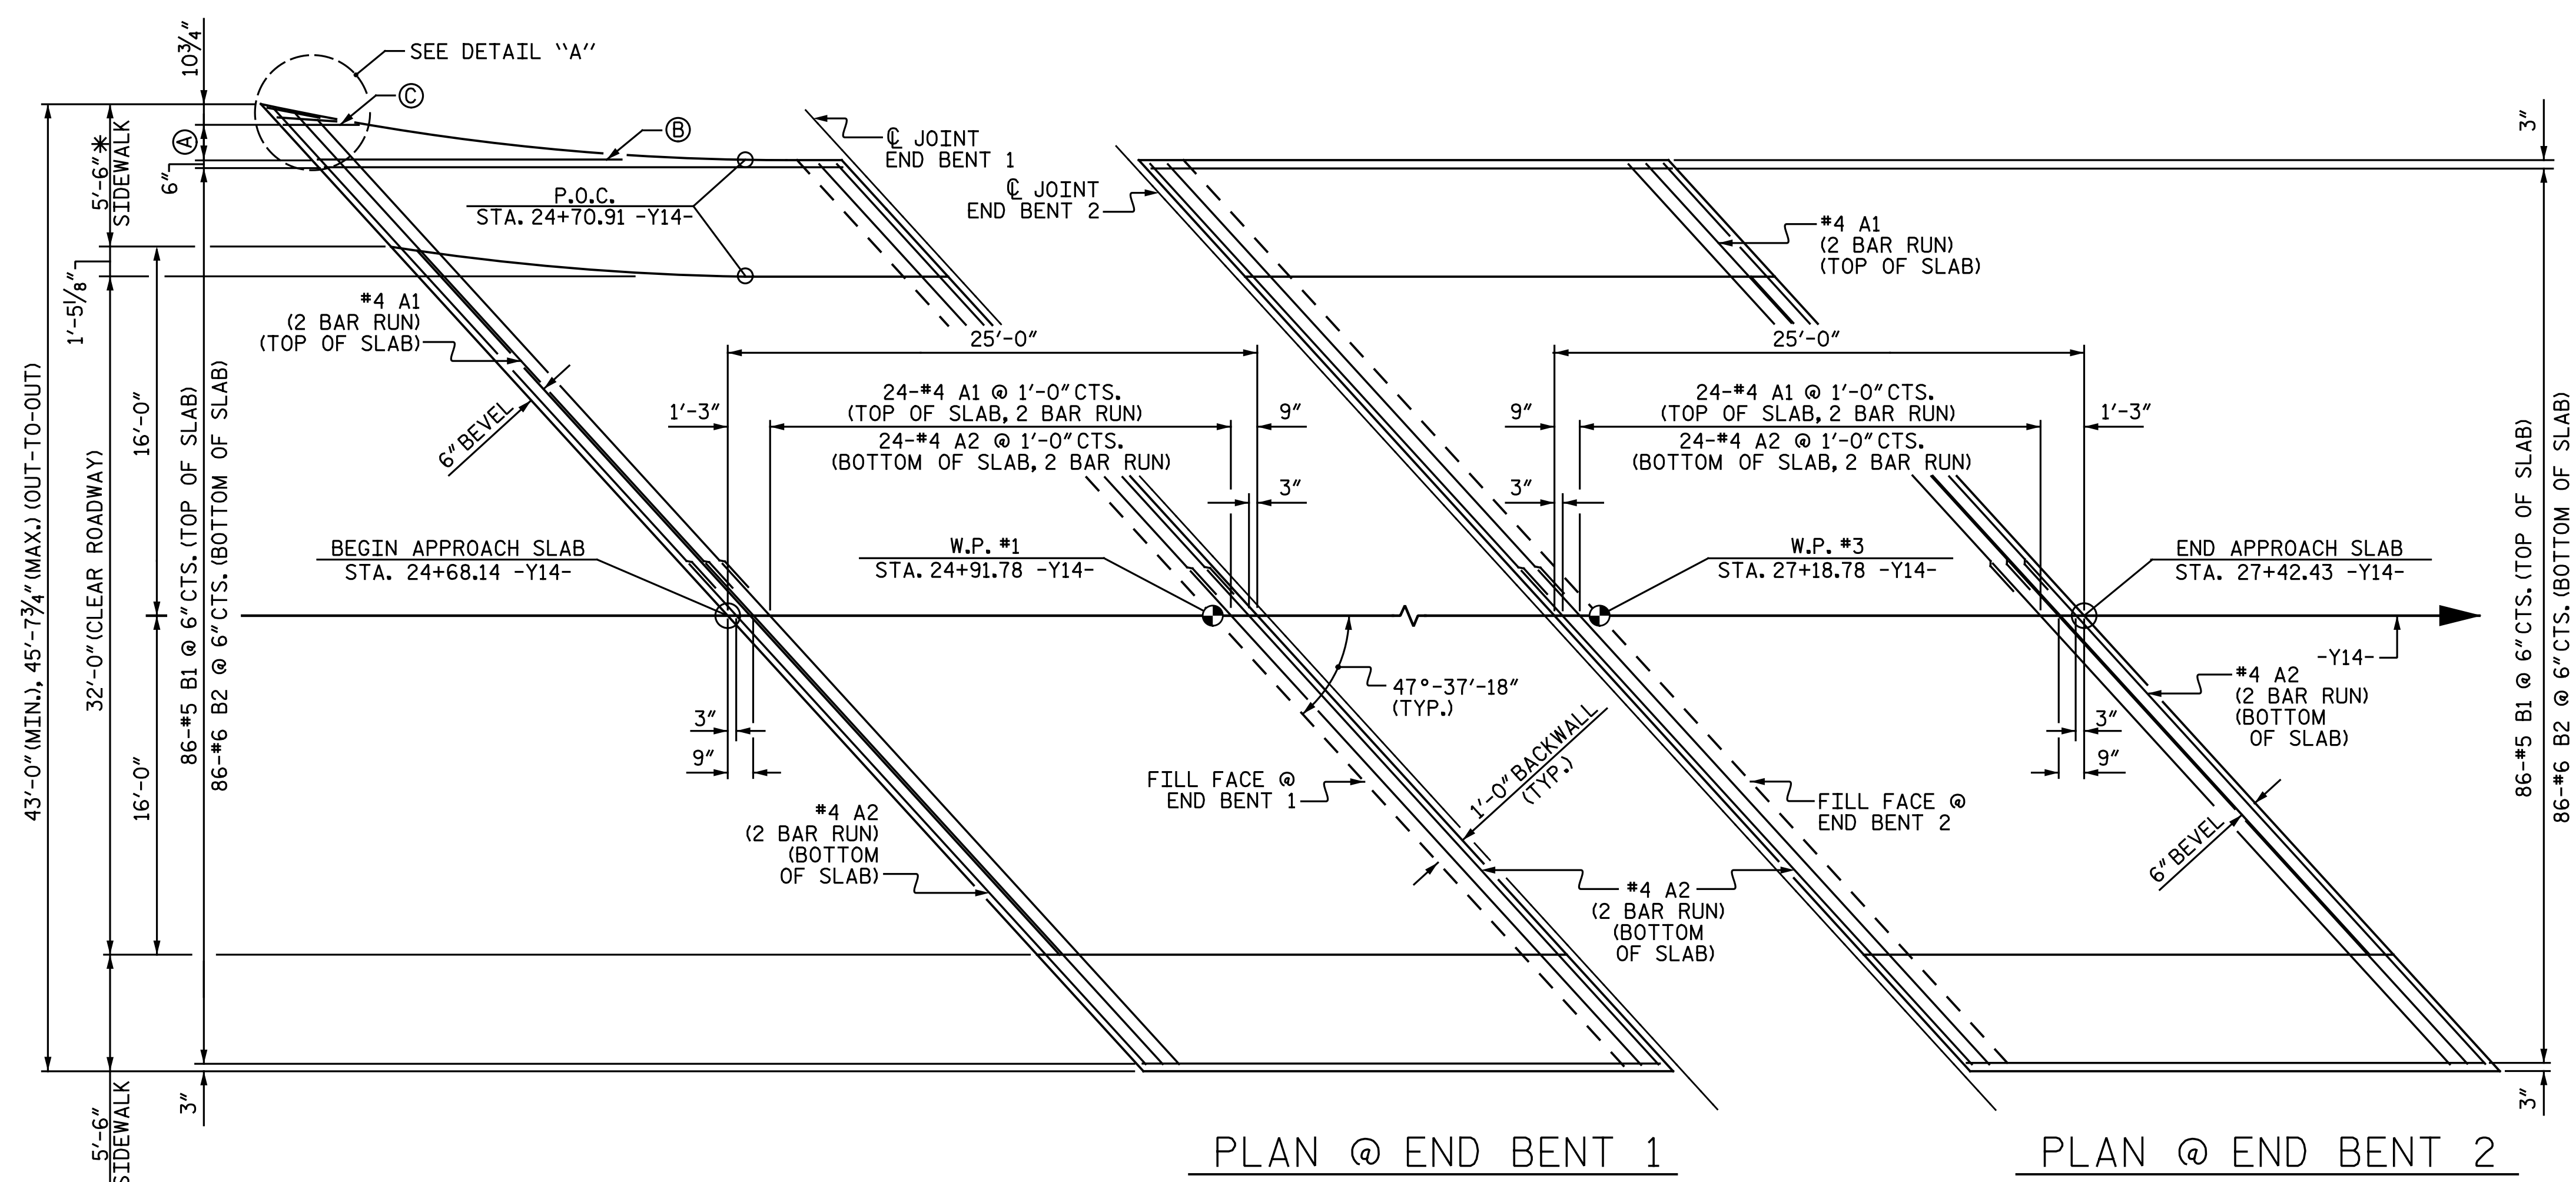 10¾"
SEE DETAIL "A"
Ⓒ
Ⓐ
Ⓑ
5'-6"*
SIDEWALK
6"
℄ JOINT
END BENT 1
℄ JOINT
END BENT 2
3"
P.O.C.
STA. 24+70.91 -Y14-
1'-5⅛"
#4 A1
(2 BAR RUN)
(TOP OF SLAB)
#4 A1
(2 BAR RUN)
(TOP OF SLAB)
25'-0"
25'-0"
43'-0"(MIN.), 45'-7¾"(MAX.) (OUT-TO-OUT)
32'-0"(CLEAR ROADWAY)
16'-0"
16'-0"
86-#5 B1 @ 6"CTS. (TOP OF SLAB)
86-#6 B2 @ 6"CTS. (BOTTOM OF SLAB)
6"BEVEL
1'-3"
24-#4 A1 @ 1'-0"CTS.
(TOP OF SLAB, 2 BAR RUN)
24-#4 A2 @ 1'-0"CTS.
(BOTTOM OF SLAB, 2 BAR RUN)
9"
3"
9"
3"
24-#4 A1 @ 1'-0"CTS.
(TOP OF SLAB, 2 BAR RUN)
24-#4 A2 @ 1'-0"CTS.
(BOTTOM OF SLAB, 2 BAR RUN)
1'-3"
BEGIN APPROACH SLAB
STA. 24+68.14 -Y14-
W.P. #1
STA. 24+91.78 -Y14-
W.P. #3
STA. 27+18.78 -Y14-
END APPROACH SLAB
STA. 27+42.43 -Y14-
-Y14-
47°-37'-18"
(TYP.)
3"
9"
1'-0"BACKWALL
(TYP.)
FILL FACE @
END BENT 1
FILL FACE @
END BENT 2
#4 A2
(2 BAR RUN)
(BOTTOM
OF SLAB)
3"
9"
#4 A2
(2 BAR RUN)
(BOTTOM
OF SLAB)
#4 A2
(2 BAR RUN)
(BOTTOM
OF SLAB)
6"BEVEL
86-#5 B1 @ 6"CTS. (TOP OF SLAB)
86-#6 B2 @ 6"CTS. (BOTTOM OF SLAB)
5'-6"
SIDEWALK
3"
3"
PLAN @ END BENT 1
PLAN @ END BENT 2